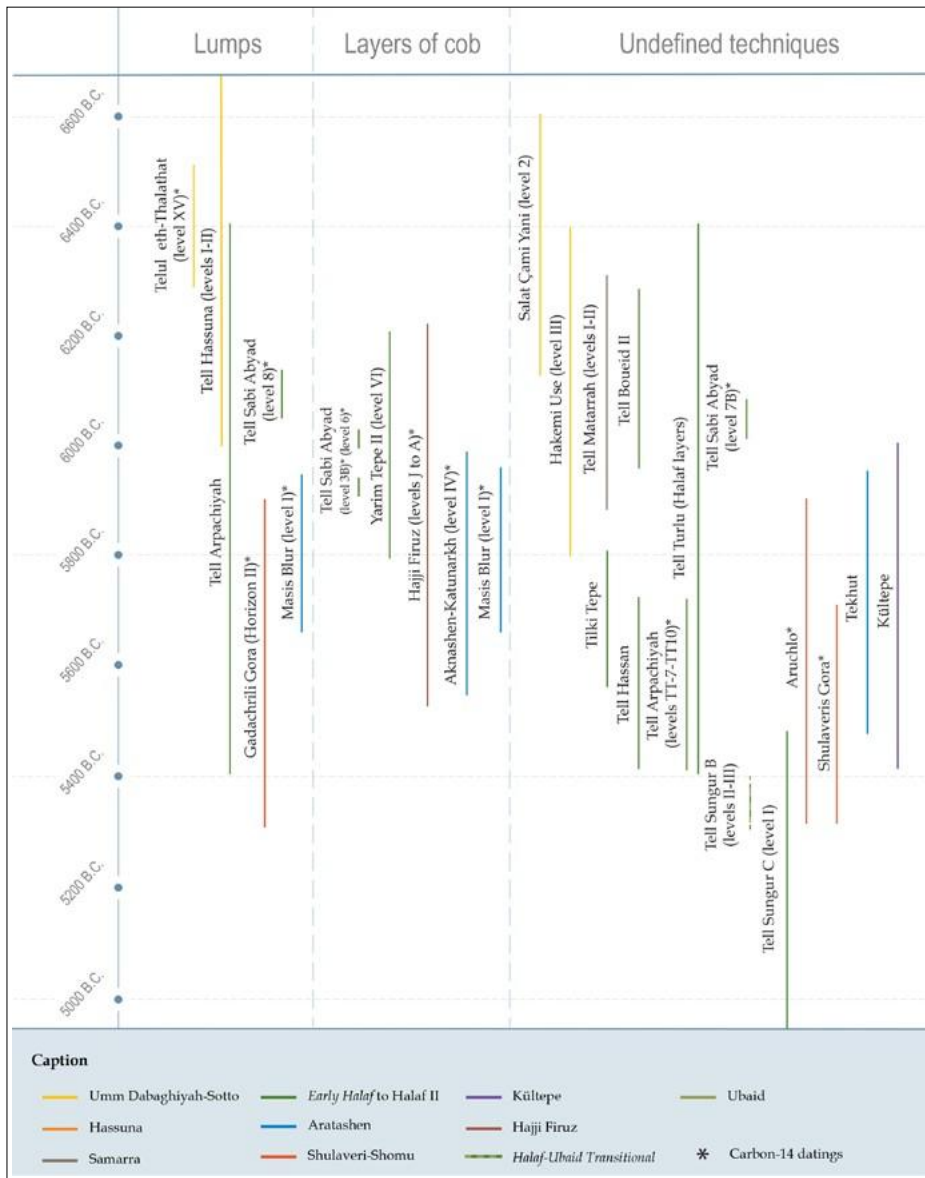 Lumps
Layers of cob
Undefined techniques
6600 B.C.
6400 B.C.
6200 B.C.
6000 B.C.
5800 B.C.
5600 B.C.
5400 B.C.
5200 B.C.
5000 B.C.
Telul eth-Thalathat
(level XV)*
Tell Hassuna (levels I-II)
Tell Arpachiyah
Tell Sabi Abyad
(level 8)*
Gadachrili Gora (Horizon II)*
Masis Blur (level I)*
Tell Sabi Abyad
(level 3B)* (level 6)*
Yarim Tepe II (level VI)
Hajji Firuz (levels J to A)*
Aknashen-Katunarkh (level IV)*
Masis Blur (level I)*
Salat Çami Yani (level 2)
Hakemi Use (level III)
Tell Matarrah (levels I-II)
Tilki Tepe
Tell Boueid II
Tell Hassan
Tell Arpachiyah
(levels TT-7-TT10)*
Tell Turlu (Halaf layers)
Tell Sabi Abyad
(level 7B)*
Tell Sungur B
(levels II-III)
Tell Sungur C (level I)
Aruchlo*
Shulaveris Gora*
Tekhut
Kültepe
Caption
Umm Dabaghiyah-Sotto
Early Halaf to Halaf II
Kültepe
Ubaid
Hassuna
Aratashen
Hajji Firuz
Samarra
Shulaveri-Shomu
Halaf-Ubaid Transitional
* Carbon-14 datings